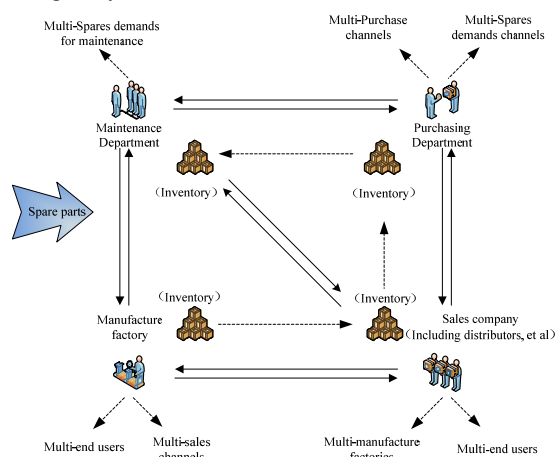 Multi-Spares demands
for maintenance
Multi-Purchase
channels
Multi-Spares
demands channels
Maintenance
Department
Purchasing
Department
(Inventory)
(Inventory)
Spare parts
(Inventory)
(Inventory)
Manufacture
factory
Sales company
(Including distributors, et al)
Multi-end users
Multi-sales
channels
Multi-manufacture
factories
Multi-end users